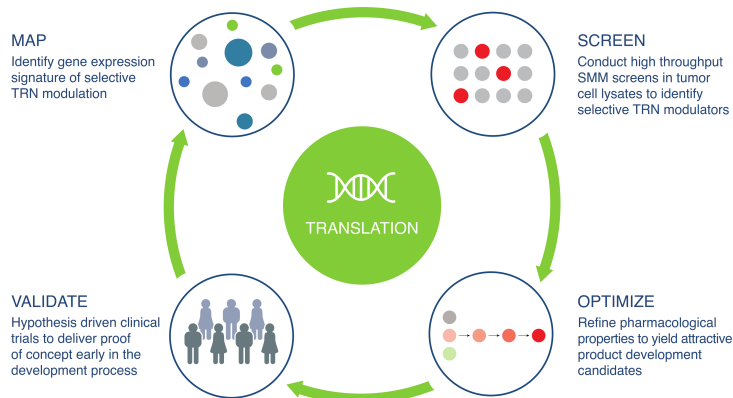 MAP
Identify gene expression
signature of selective
TRN modulation
SCREEN
Conduct high throughput
SMM screens in tumor
cell lysates to identify
selective TRN modulators
TRANSLATION
VALIDATE
Hypothesis driven clinical
trials to deliver proof
of concept early in the
development process
OPTIMIZE
Refine pharmacological
properties to yield attractive
product development
candidates